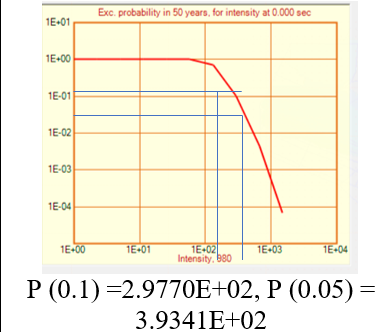 Exc. probability in 50 years, for intensity at 0.000 sec
1E+01
1E+00
1E-01
1E-02
1E-03
1E-04
1E+00 1E+01 1E+02 1E+03 1E+04
Intensity, 980
P (0.1) =2.9770E+02, P (0.05) =
3.9341E+02